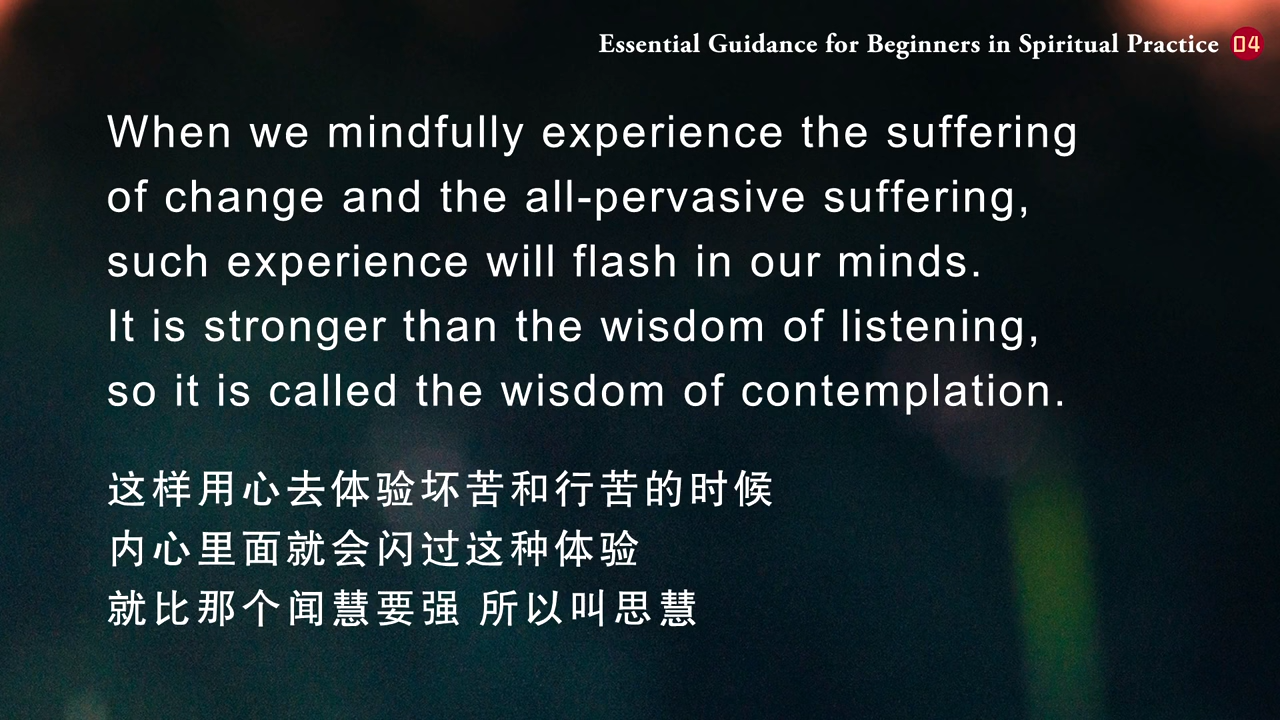 Essential Guidance for Beginners in Spiritual Practice 04
When we mindfully experience the suffering
of change and the all-pervasive suffering,
such experience will flash in our minds.
It is stronger than the wisdom of listening,
so it is called the wisdom of contemplation.
这样用心去体验坏苦和行苦的时候
内心里面就会闪过这种体验
就比那个闻慧要强 所以叫思慧